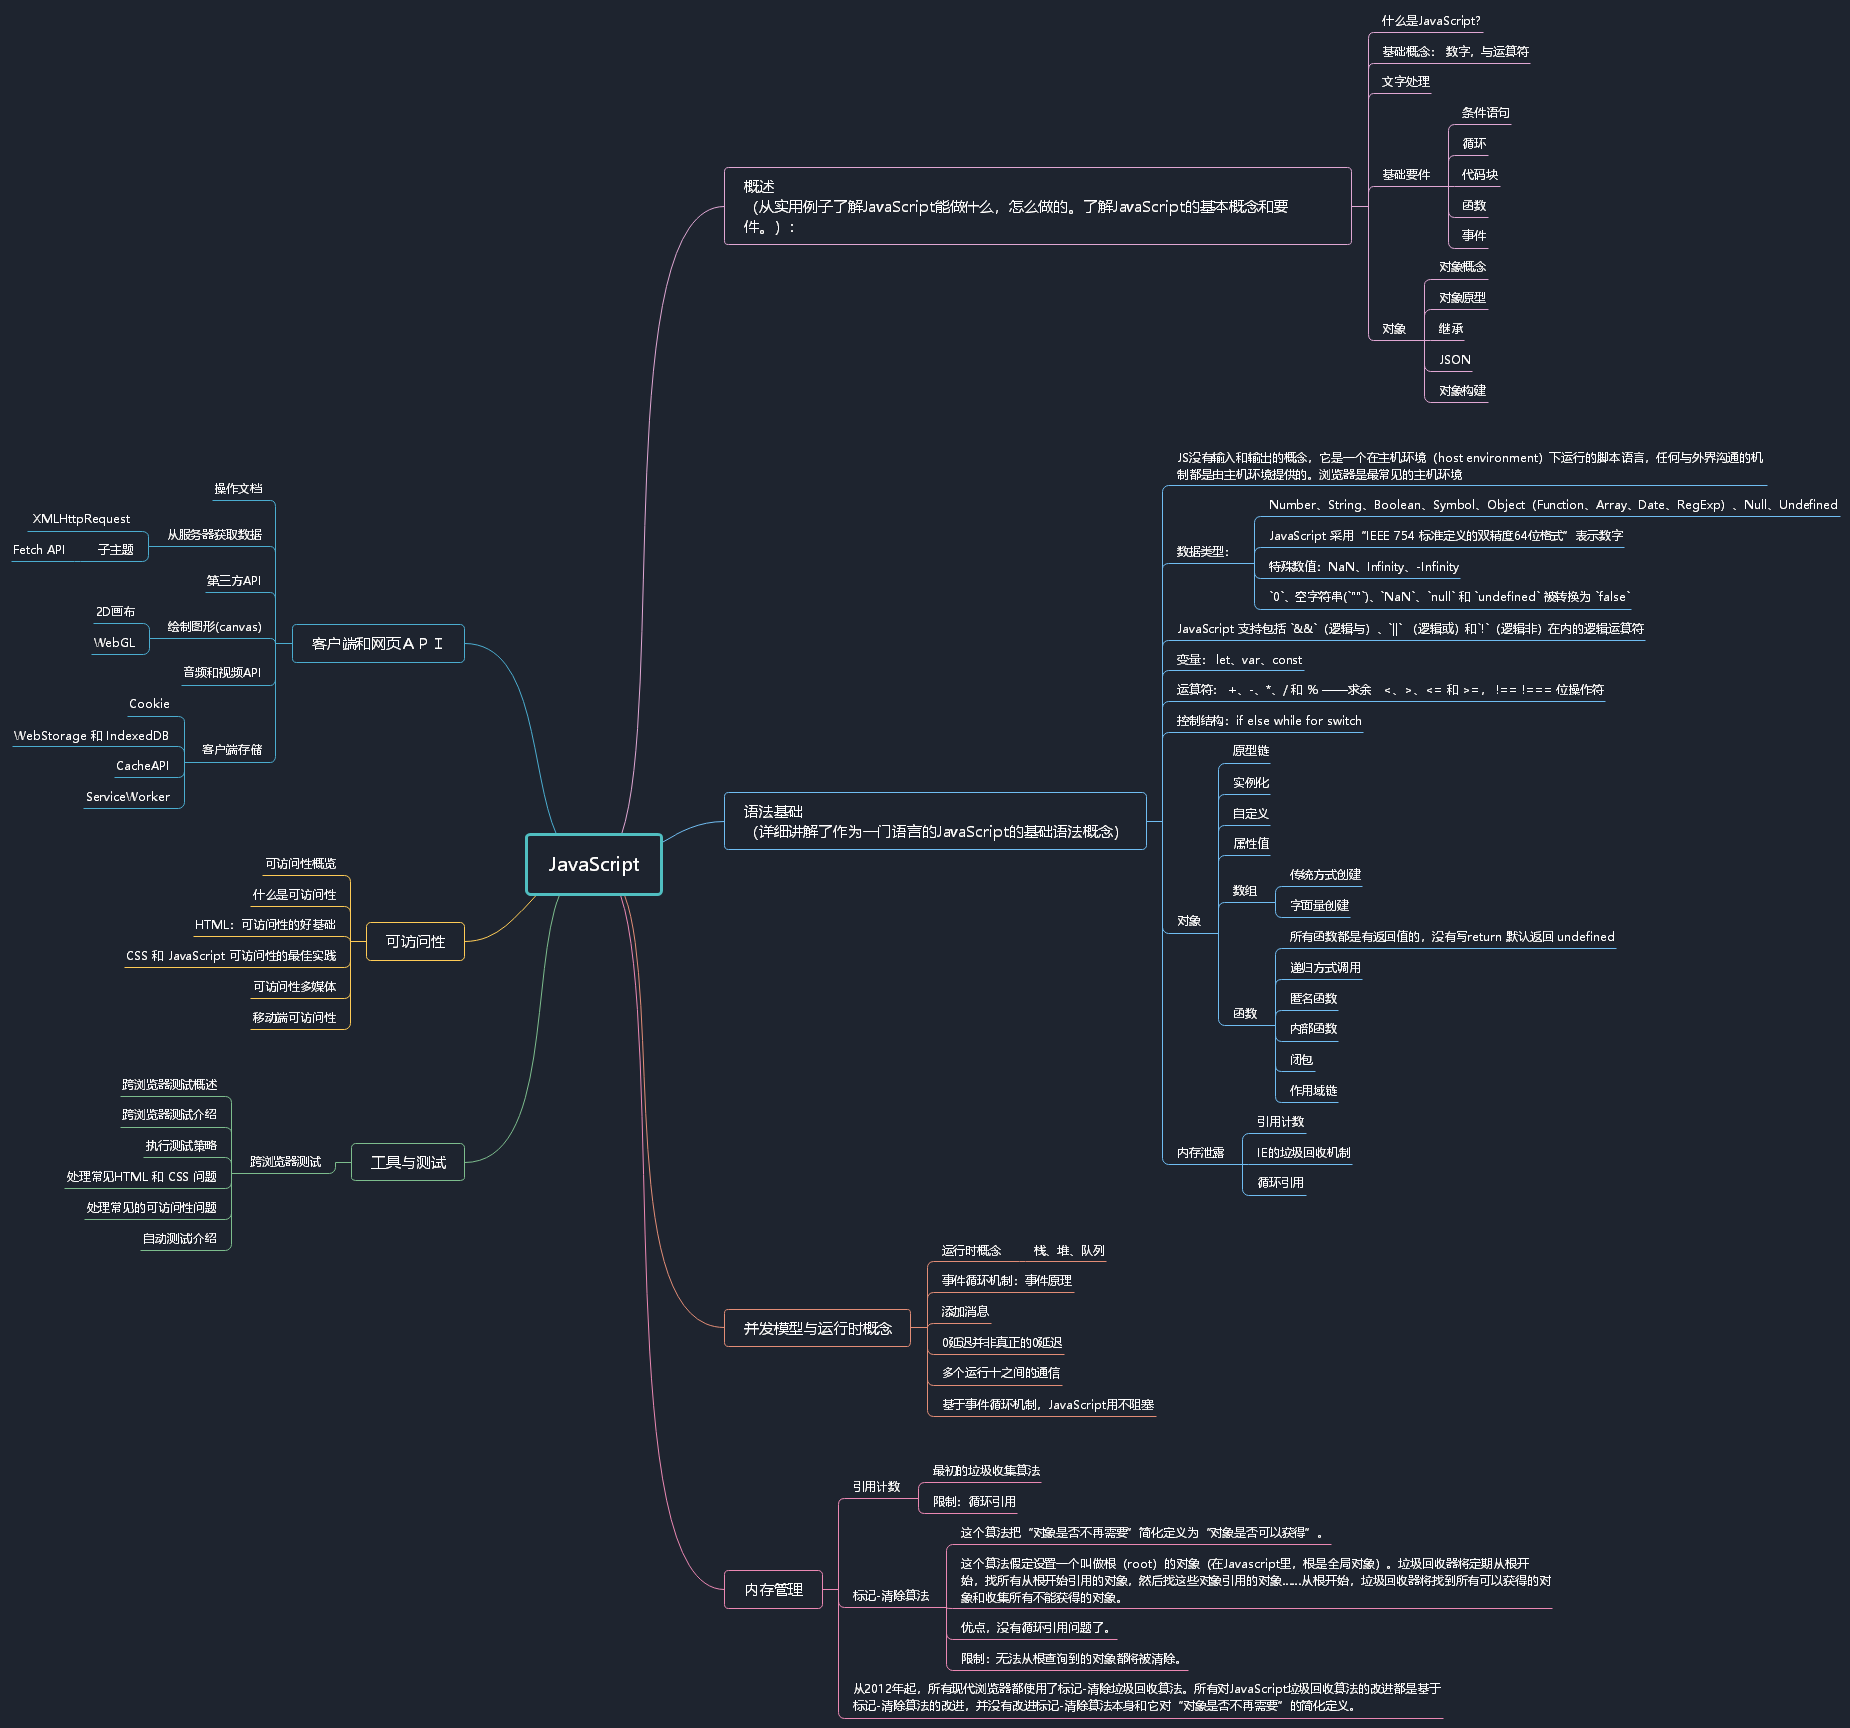 JavaScript
概述
（从实用例子了解JavaScript能做什么，怎么做的。了解JavaScript的基本概念和要
件。）：
什么是JavaScript?
基础概念： 数字，与运算符
文字处理
基础要件
条件语句
循环
代码块
函数
事件
对象
对象概念
对象原型
继承
JSON
对象构建
语法基础
（详细讲解了作为一门语言的JavaScript的基础语法概念）
JS没有输入和输出的概念，它是一个在主机环境（host environment）下运行的脚本语言，任何与外界沟通的机
制都是由主机环境提供的。浏览器是最常见的主机环境
数据类型：
Number、String、Boolean、Symbol、Object（Function、Array、Date、RegExp）、Null、Undefined
JavaScript 采用“IEEE 754 标准定义的双精度64位格式”表示数字
特殊数值：NaN、Infinity、-Infinity
`0`、空字符串(`""`)、`NaN`、`null` 和 `undefined` 被转换为 `false`
JavaScript 支持包括 `&&`（逻辑与）、`||` （逻辑或) 和`!`（逻辑非) 在内的逻辑运算符
变量： let、var、const
运算符： +、-、*、/ 和 % ——求余 <、>、<= 和 >=， !== !=== 位操作符
控制结构：if else while for switch
对象
原型链
实例化
自定义
属性值
数组
传统方式创建
字面量创建
函数
所有函数都是有返回值的，没有写return 默认返回 undefined
递归方式调用
匿名函数
内部函数
闭包
作用域链
内存泄露
引用计数
IE的垃圾回收机制
循环引用
并发模型与运行时概念
运行时概念
栈、堆、队列
事件循环机制：事件原理
添加消息
0延迟并非真正的0延迟
多个运行十之间的通信
基于事件循环机制，JavaScript用不阻塞
内存管理
引用计数
最初的垃圾收集算法
限制：循环引用
标记-清除算法
这个算法把“对象是否不再需要”简化定义为“对象是否可以获得”。
这个算法假定设置一个叫做根（root）的对象（在Javascript里，根是全局对象）。垃圾回收器将定期从根开
始，找所有从根开始引用的对象，然后找这些对象引用的对象……从根开始，垃圾回收器将找到所有可以获得的对
象和收集所有不能获得的对象。
优点，没有循环引用问题了。
限制：无法从根查询到的对象都将被清除。
从2012年起，所有现代浏览器都使用了标记-清除垃圾回收算法。所有对JavaScript垃圾回收算法的改进都是基于
标记-清除算法的改进，并没有改进标记-清除算法本身和它对“对象是否不再需要”的简化定义。
客户端和网页ＡＰＩ
操作文档
从服务器获取数据
XMLHttpRequest
子主题
Fetch API
第三方API
绘制图形(canvas)
2D画布
WebGL
音频和视频API
客户端存储
Cookie
WebStorage 和 IndexedDB
CacheAPI
ServiceWorker
可访问性
可访问性概览
什么是可访问性
HTML：可访问性的好基础
CSS 和 JavaScript 可访问性的最佳实践
可访问性多媒体
移动端可访问性
工具与测试
跨浏览器测试
跨浏览器测试概述
跨浏览器测试介绍
执行测试策略
处理常见HTML 和 CSS 问题
处理常见的可访问性问题
自动测试介绍